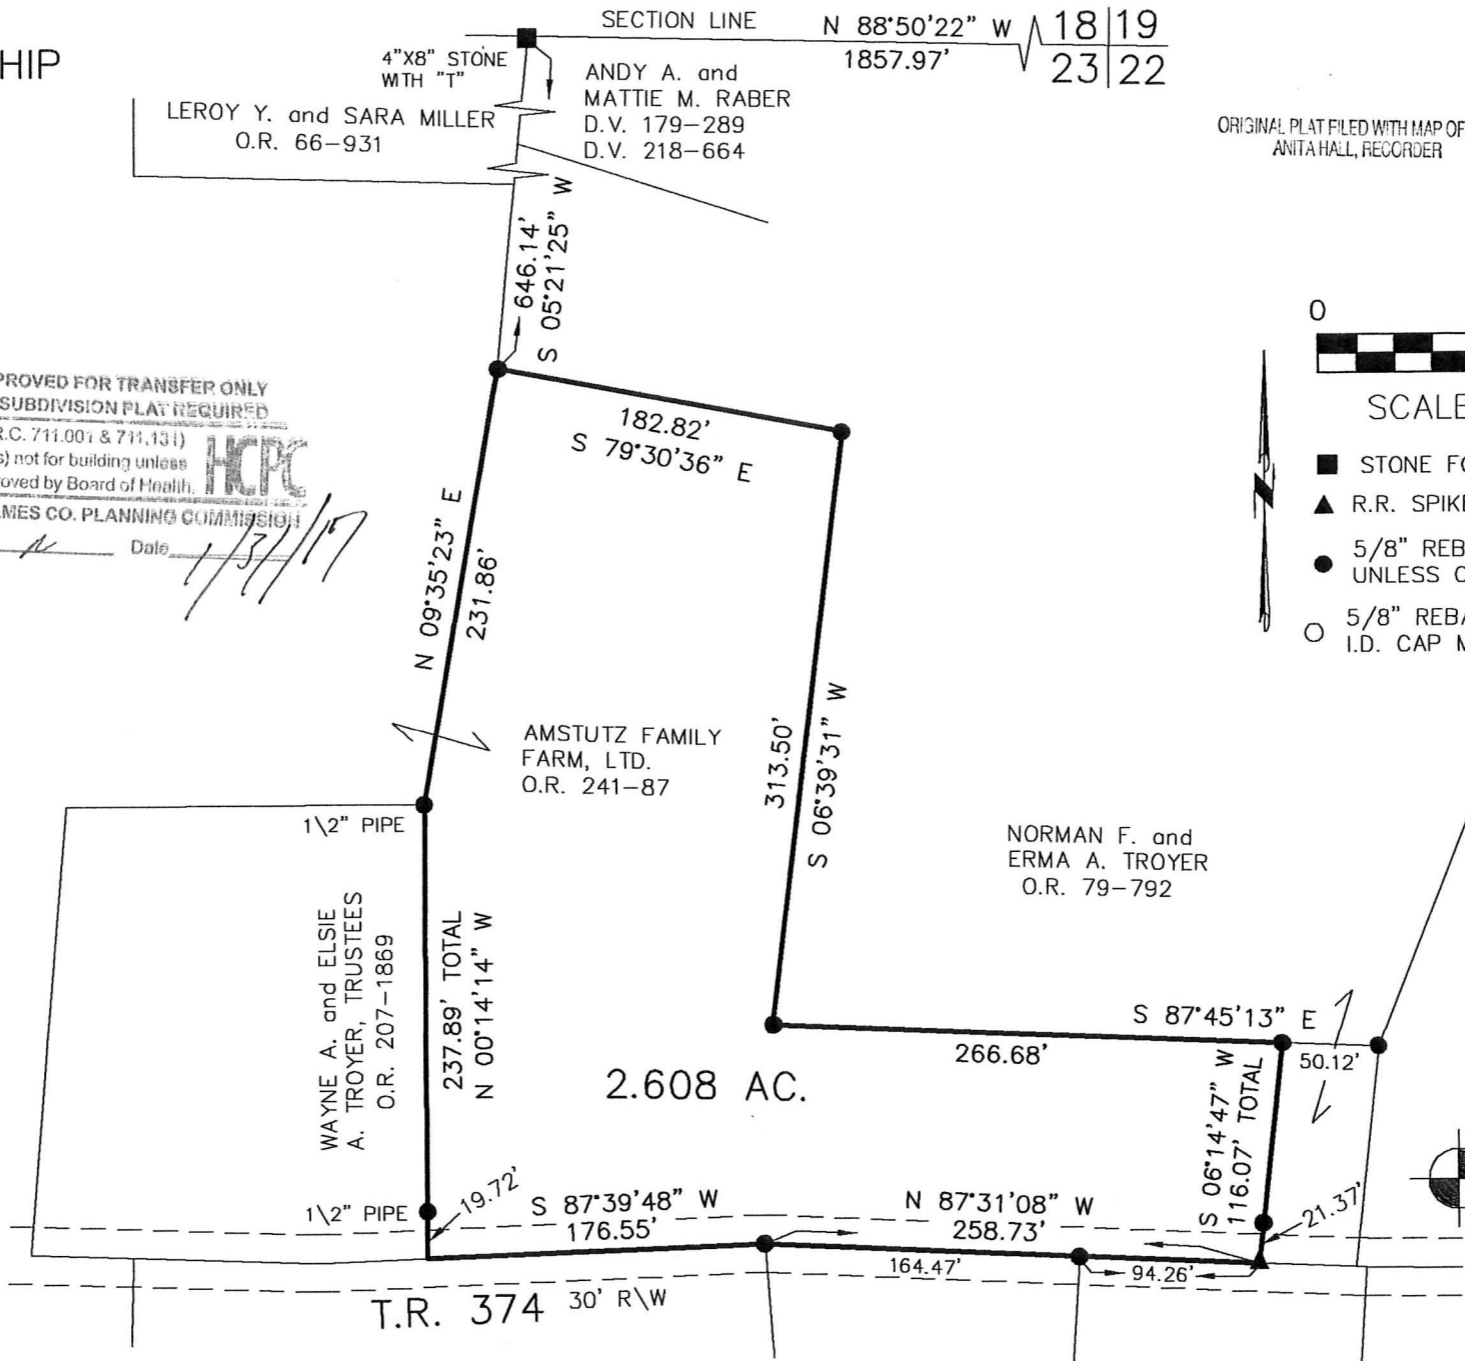 HIP
SECTION LINE
N 88°50'22" W
1857.97'
18|19
23|22
4"X8" STONE
WITH "T"
LEROY Y. and SARA MILLER
O.R. 66-931
ANDY A. and
MATTIE M. RABER
D.V. 179-289
D.V. 218-664
ORIGINAL PLAT FILED WITH MAP OF
ANITA HALL, RECORDER
646.14'
S 05°21'25" W
0
SCALE
STONE FO
R.R. SPIKE
5/8" REB
UNLESS O
5/8" REBA
I.D. CAP M
PROVED FOR TRANSFER ONLY
SUBDIVISION PLAT REQUIRED
R.C. 711.001 & 711.131)
s) not for building unless
oved by Board of Health.
HCPC
MES CO. PLANNING COMMISSION
Date 1/31/17
182.82'
S 79°30'36" E
N 09°35'23" E
231.86'
AMSTUTZ FAMILY
FARM, LTD.
O.R. 241-87
313.50'
S 06°39'31" W
NORMAN F. and
ERMA A. TROYER
O.R. 79-792
1\2" PIPE
WAYNE A. and ELSIE
A. TROYER, TRUSTEES
O.R. 207-1869
237.89' TOTAL
N 00°14'14" W
S 87°45'13" E
266.68'
50.12'
2.608 AC.
S 06°14'47" W
116.07' TOTAL
21.37'
1\2" PIPE
19.72'
S 87°39'48" W
176.55'
N 87°31'08" W
258.73'
164.47'
94.26'
T.R. 374
30' R\W